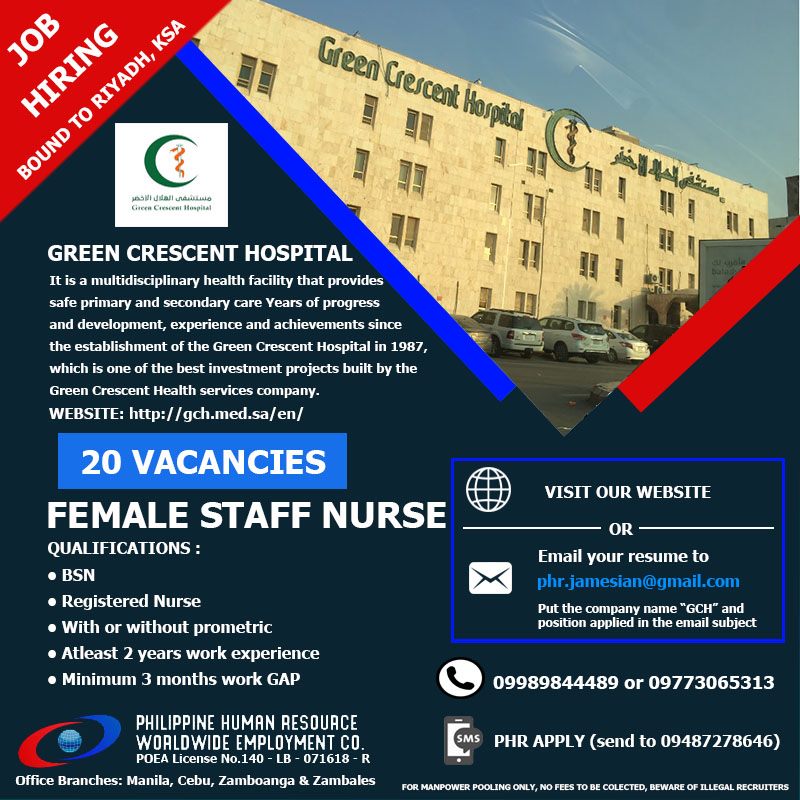 JOB
HIRING
BOUND TO RIYADH, KSA
Green Crescent Hospital
مستشفى الهلال الأخضر
مستشفى الهلال الاخضر
Green Crescent Hospital
GREEN CRESCENT HOSPITAL
It is a multidisciplinary health facility that provides
safe primary and secondary care Years of progress
and development, experience and achievements since
the establishment of the Green Crescent Hospital in 1987,
which is one of the best investment projects built by the
Green Crescent Health services company.
WEBSITE: http://gch.med.sa/en/
20 VACANCIES
FEMALE STAFF NURSE
QUALIFICATIONS :
● BSN
● Registered Nurse
● With or without prometric
● Atleast 2 years work experience
● Minimum 3 months work GAP
VISIT OUR WEBSITE
OR
Email your resume to
phr.jamesian@gmail.com
Put the company name “GCH” and
position applied in the email subject
09989844489 or 09773065313
SMS
PHR APPLY (send to 09487278646)
PHILIPPINE HUMAN RESOURCE
WORLDWIDE EMPLOYMENT CO.
POEA License No.140 - LB - 071618 - R
Office Branches: Manila, Cebu, Zamboanga & Zambales
FOR MANPOWER POOLING ONLY, NO FEES TO BE COLECTED, BEWARE OF ILLEGAL RECRUITERS